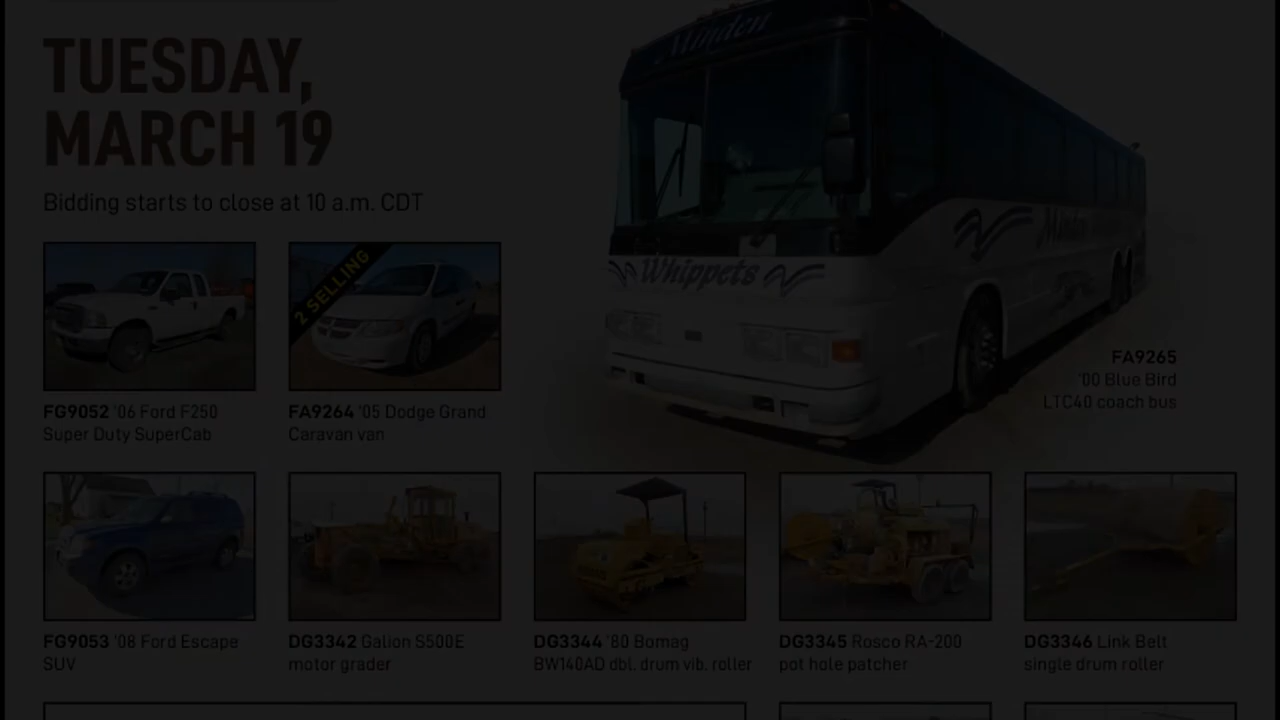 TUESDAY,
MARCH 19
Bidding starts to close at 10 a.m. CDT
Minden
Whippets
Minden
2 SELLING
FA9265
'00 Blue Bird
LTC40 coach bus
FG9052 '06 Ford F250
Super Duty SuperCab
FA9264 '05 Dodge Grand
Caravan van
FG9053 '08 Ford Escape
SUV
DG3342 Galion S500E
motor grader
DG3344 '80 Bomag
BW140AD dbl. drum vib. roller
DG3345 Rosco RA-200
pot hole patcher
DG3346 Link Belt
single drum roller